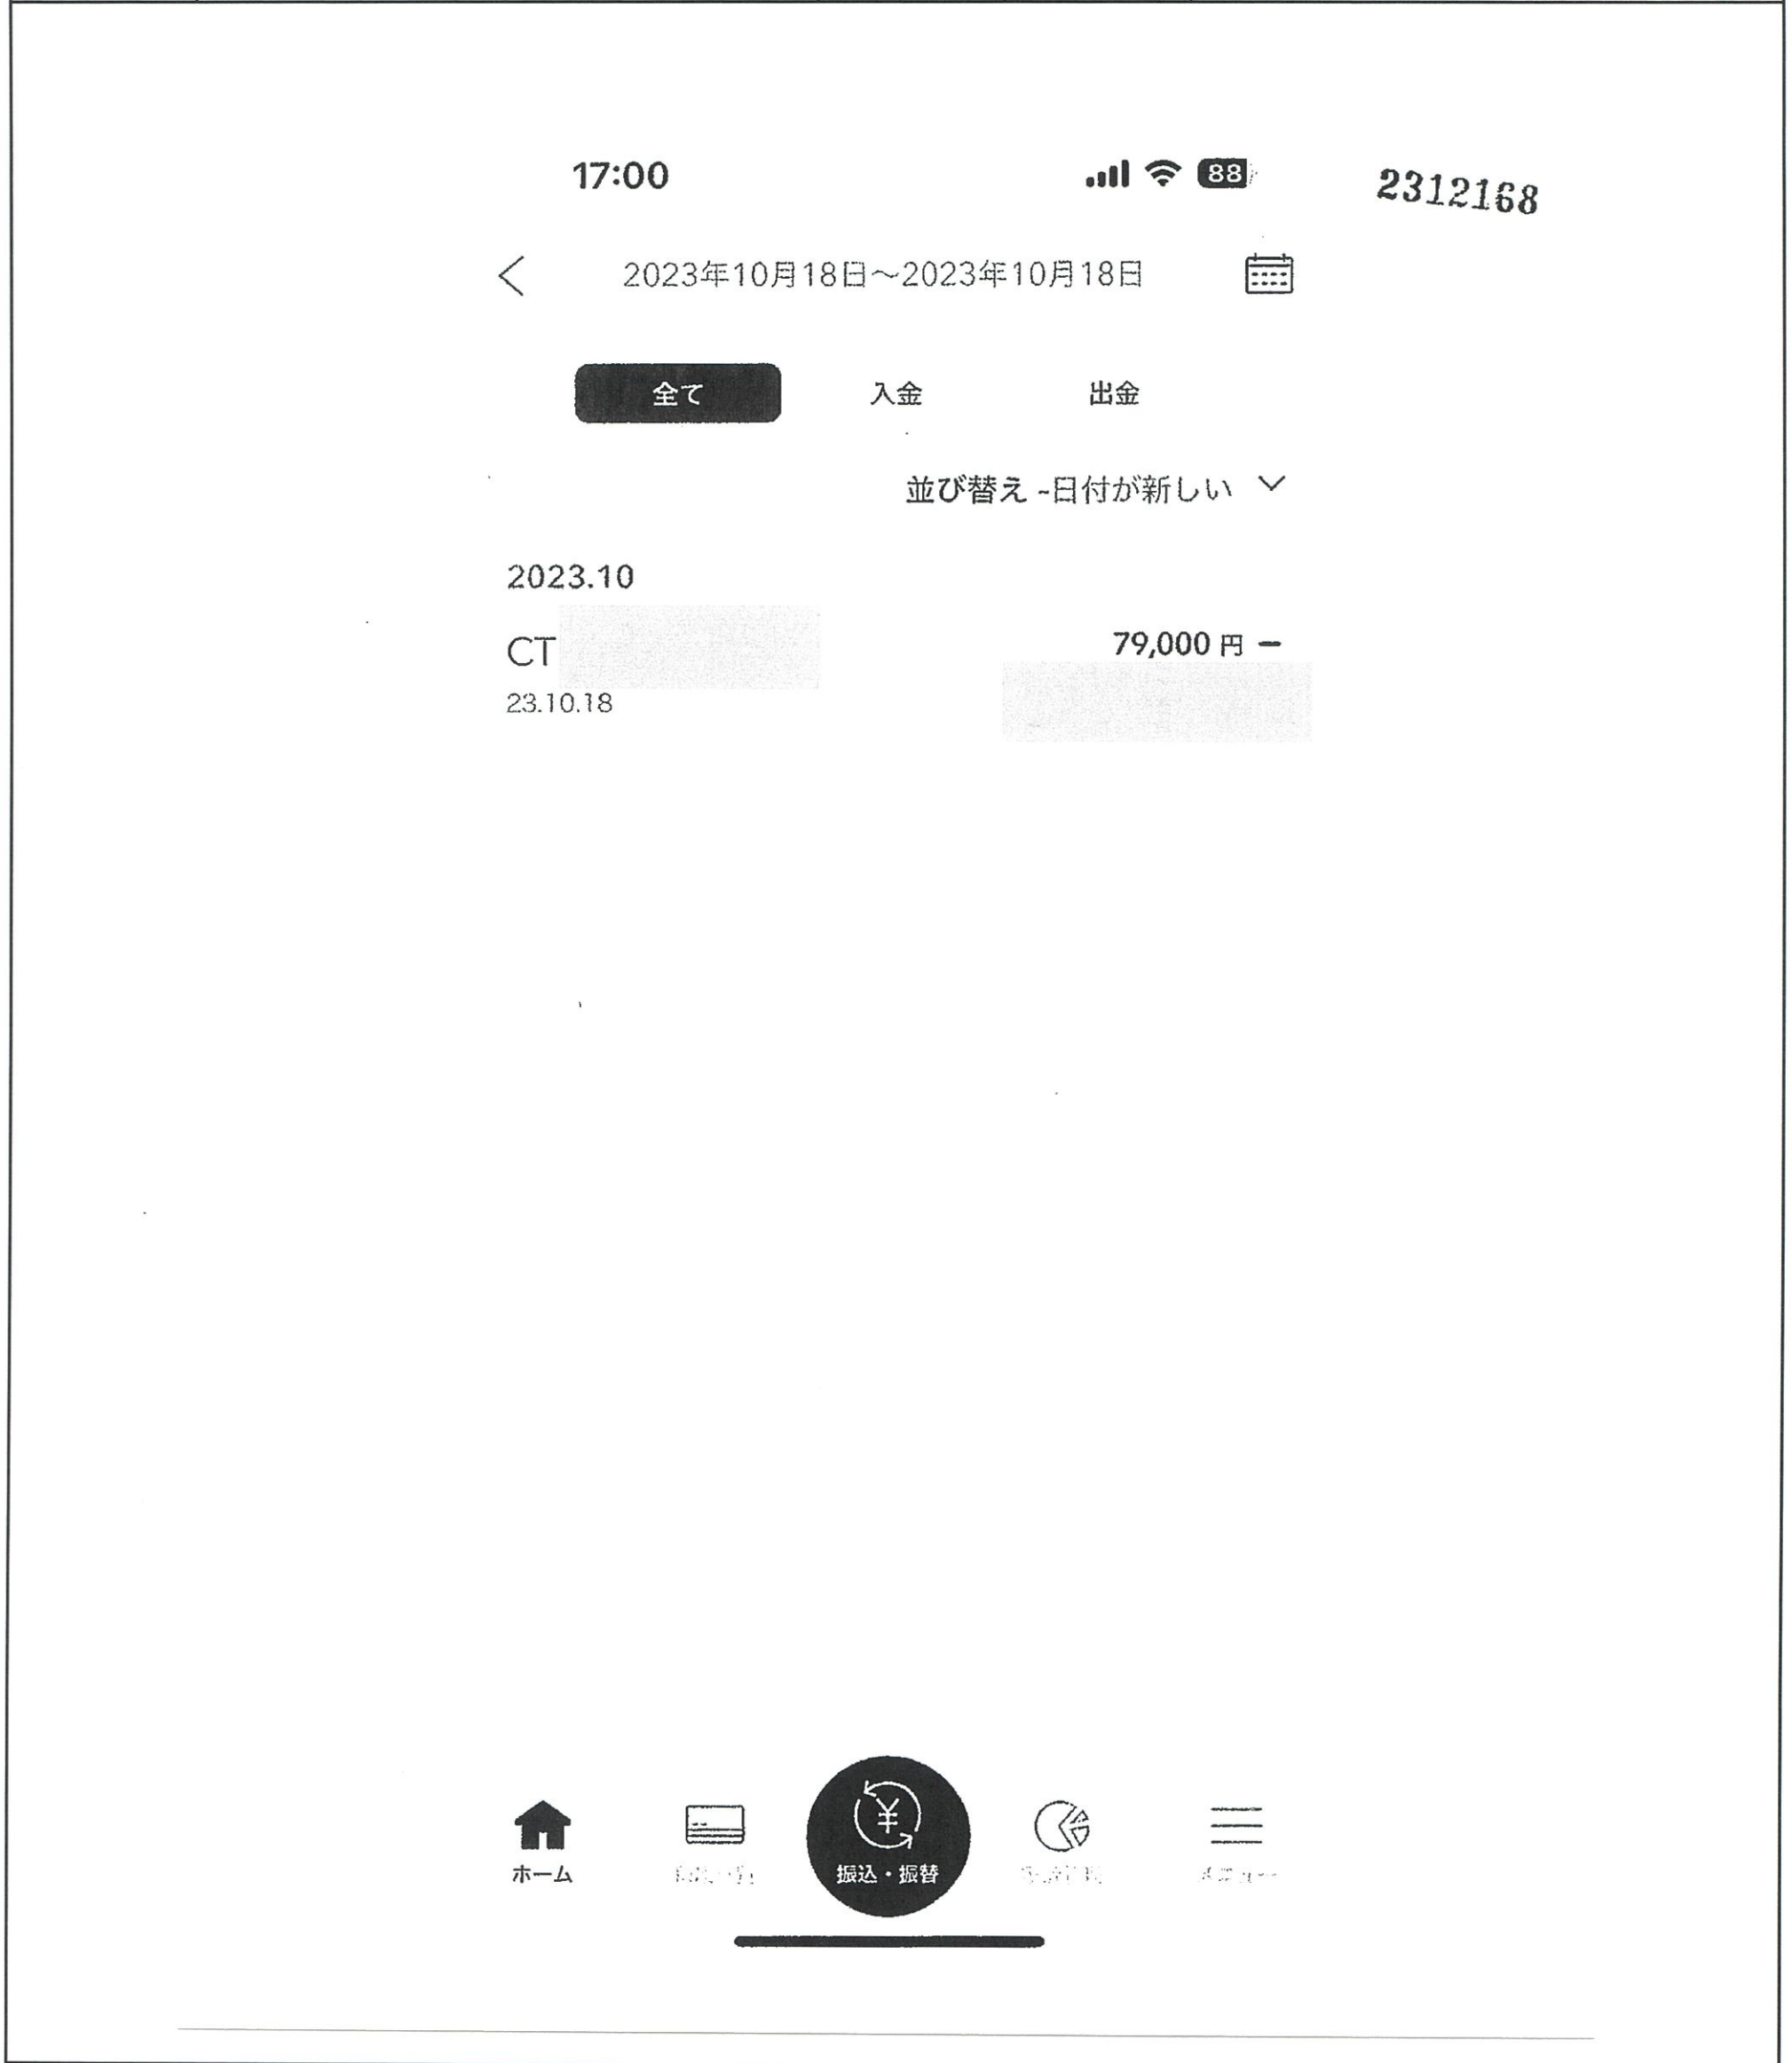 17:00
88
2312168
2023年10月18日～2023年10月18日
全て
入金
出金
並び替え -日付が新しい
2023.10
CT
79,000 円 −
23.10.18
ホーム
振込・振替